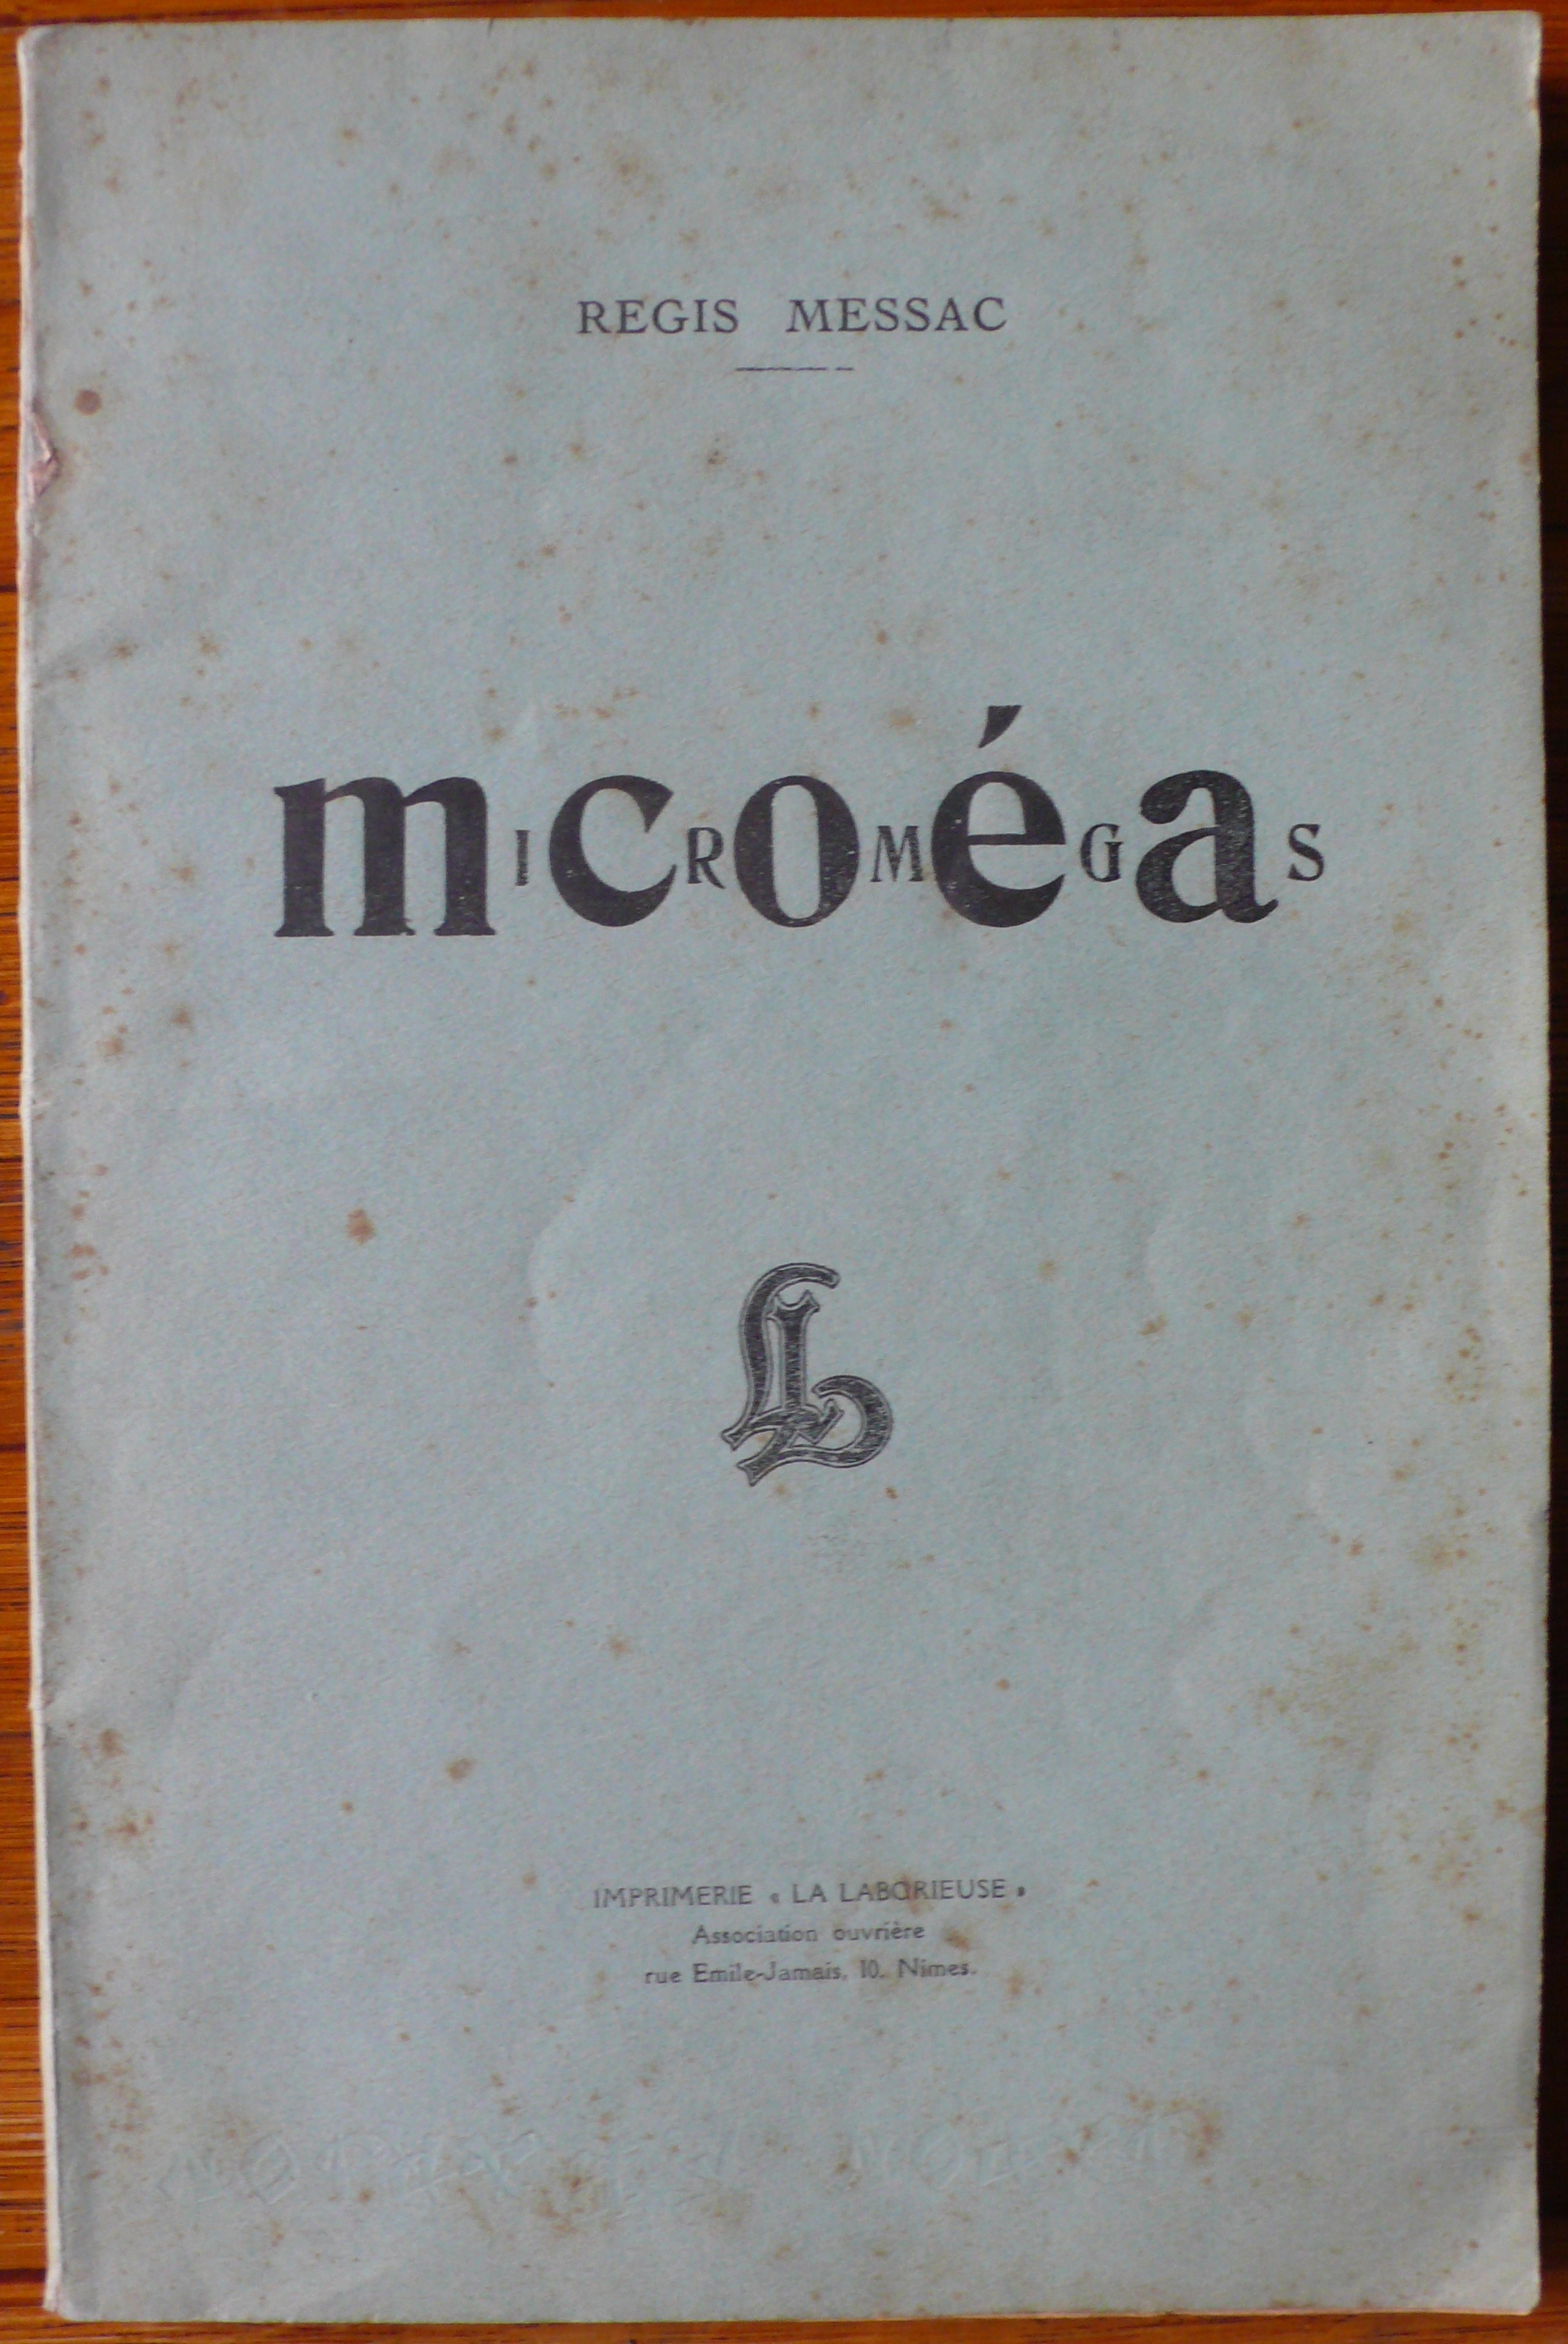 REGIS MESSAC
mIcRoMéGaS
L
IMPRIMERIE « LA LABORIEUSE »
Association ouvrière
rue Emile-Jamais, 10, Nimes.